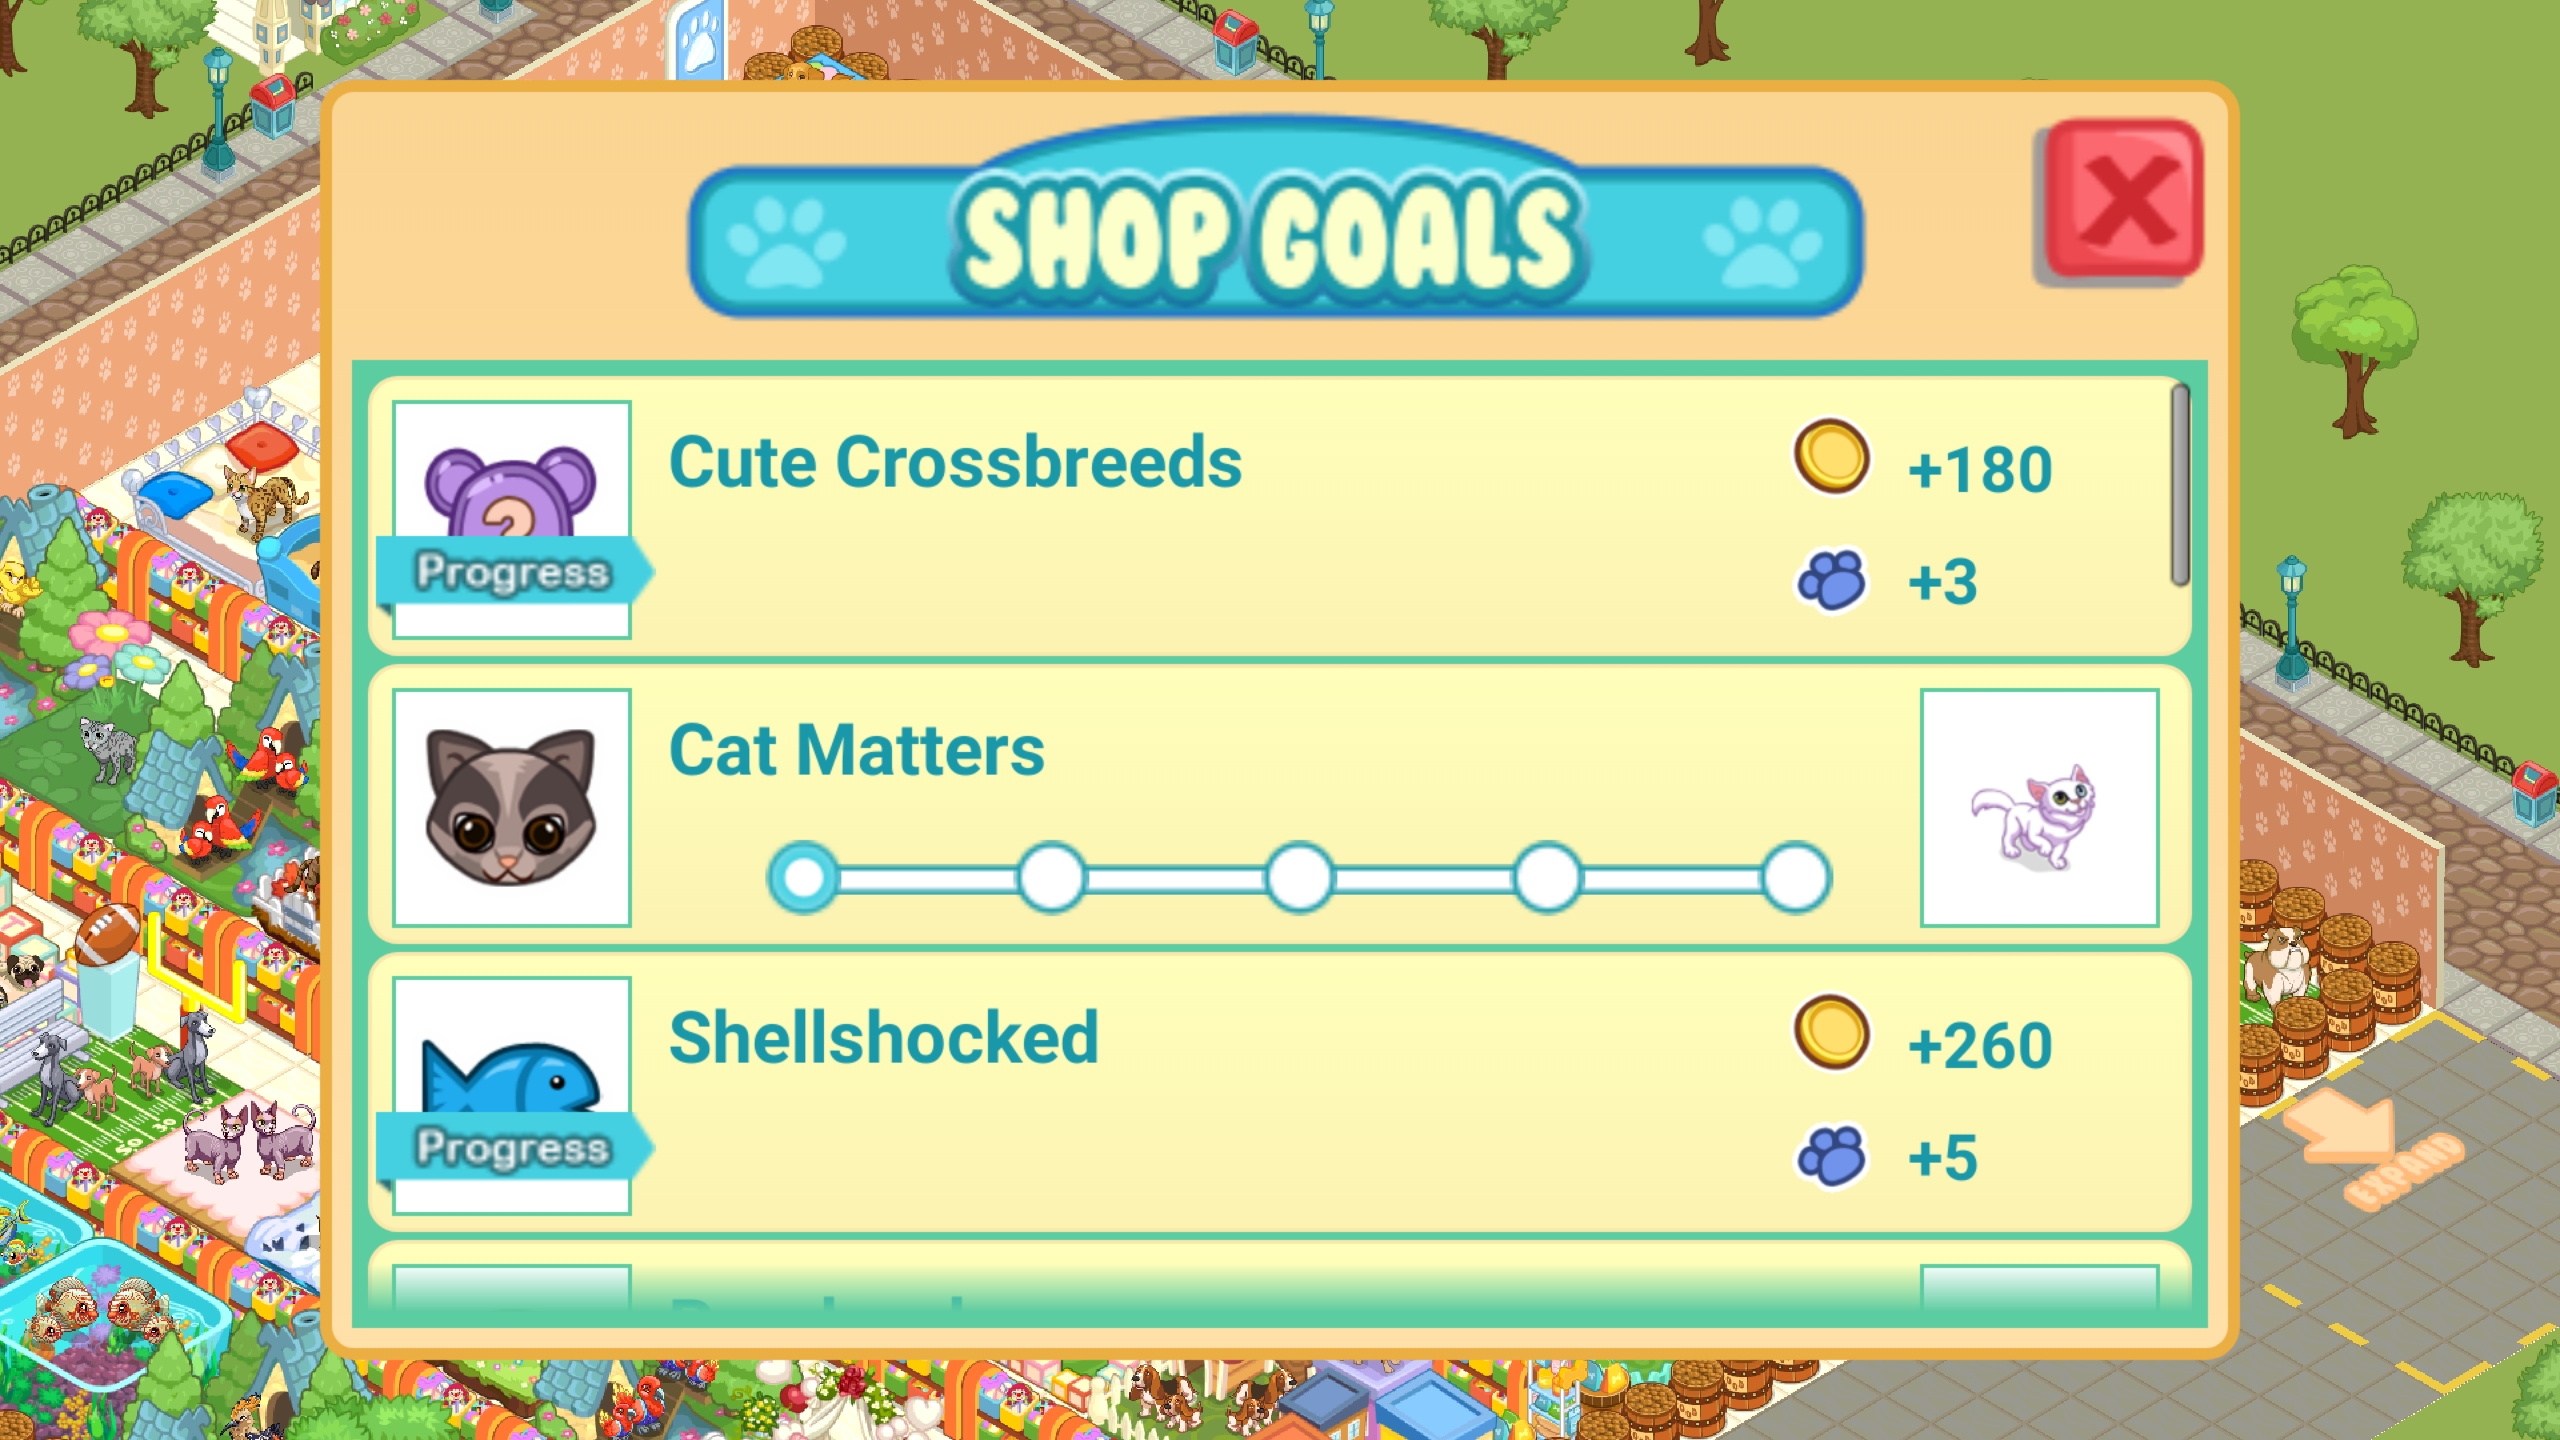 SHOP GOALS
Cute Crossbreeds
+180
Progress
+3
Cat Matters
Shellshocked
+260
Progress
+5
EXPAND